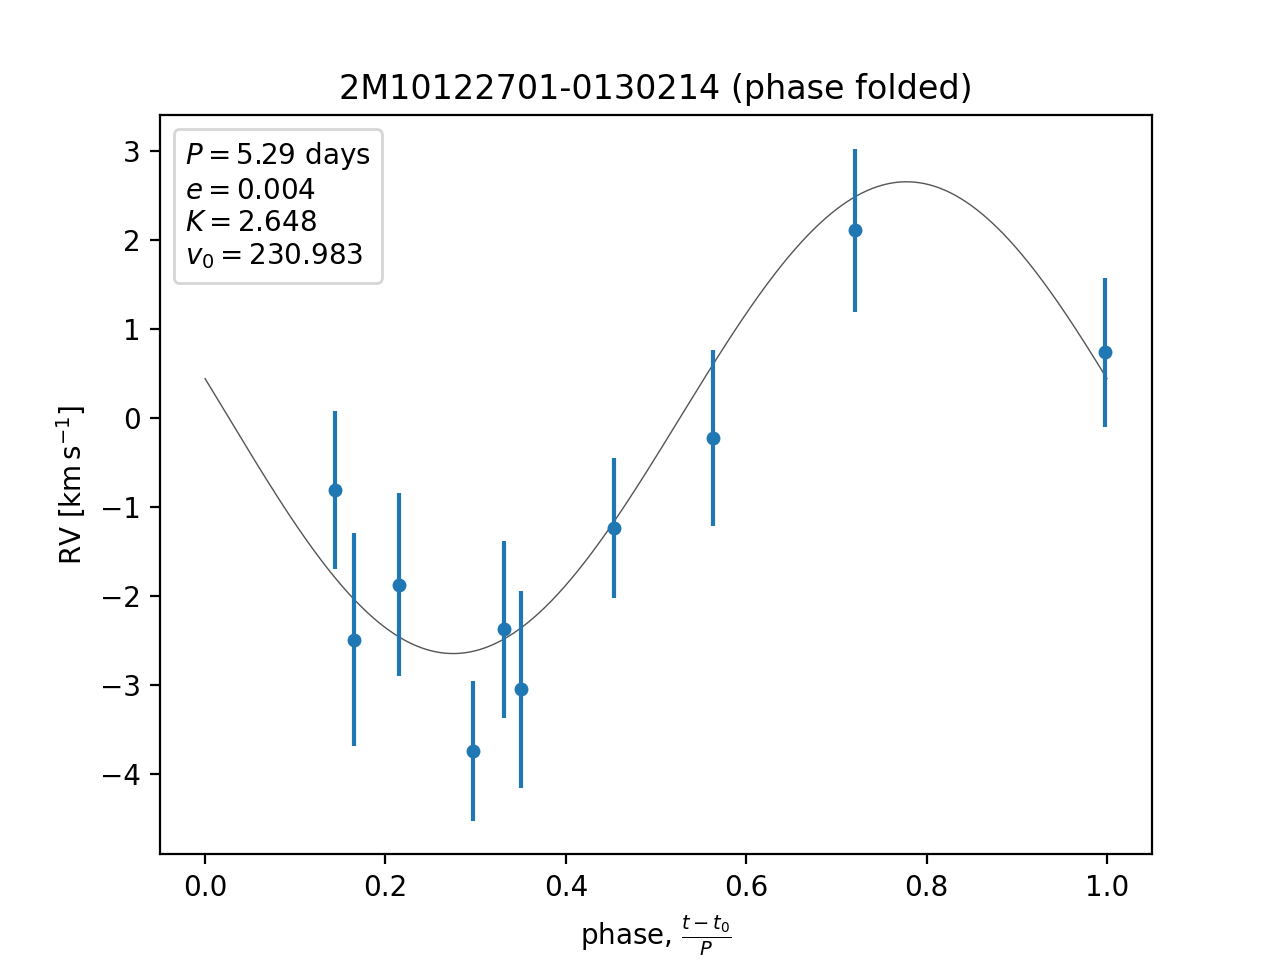 2M10122701-0130214 (phase folded)
P = 5.29 days
e = 0.004
K = 2.648
v₀ = 230.983
3
2
1
0
−1
−2
−3
−4
RV [km s⁻¹]
0.0 0.2 0.4 0.6 0.8 1.0
phase, (t − t₀)/P